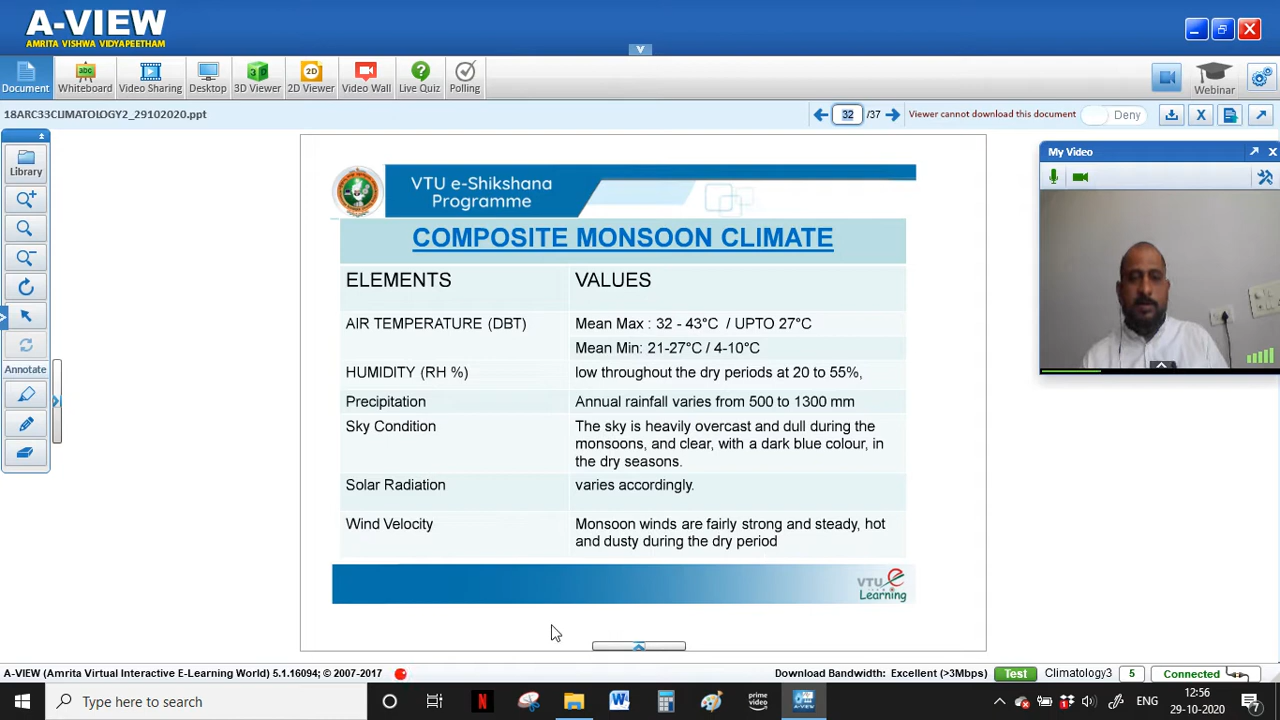 A-VIEW
AMRITA VISHWA VIDYAPEETHAM
Document
Whiteboard
Video Sharing
Desktop
3D Viewer
2D Viewer
Video Wall
Live Quiz
Polling
Webinar
18ARC33CLIMATOLOGY2_29102020.ppt
32 /37
Viewer cannot download this document
Deny
Library
Annotate
My Video
VTU e-Shikshana
Programme
COMPOSITE MONSOON CLIMATE
ELEMENTS VALUES
AIR TEMPERATURE (DBT) Mean Max : 32 - 43°C / UPTO 27°C
Mean Min: 21-27°C / 4-10°C
HUMIDITY (RH %) low throughout the dry periods at 20 to 55%,
Precipitation Annual rainfall varies from 500 to 1300 mm
Sky Condition The sky is heavily overcast and dull during the
monsoons, and clear, with a dark blue colour, in
the dry seasons.
Solar Radiation varies accordingly.
Wind Velocity Monsoon winds are fairly strong and steady, hot
and dusty during the dry period
VTU e
Learning
A-VIEW (Amrita Virtual Interactive E-Learning World) 5.1.16094; © 2007-2017
Download Bandwidth: Excellent (>3Mbps) Test Climatology3 5 Connected
Type here to search
prime
video
ENG
12:56
29-10-2020
7